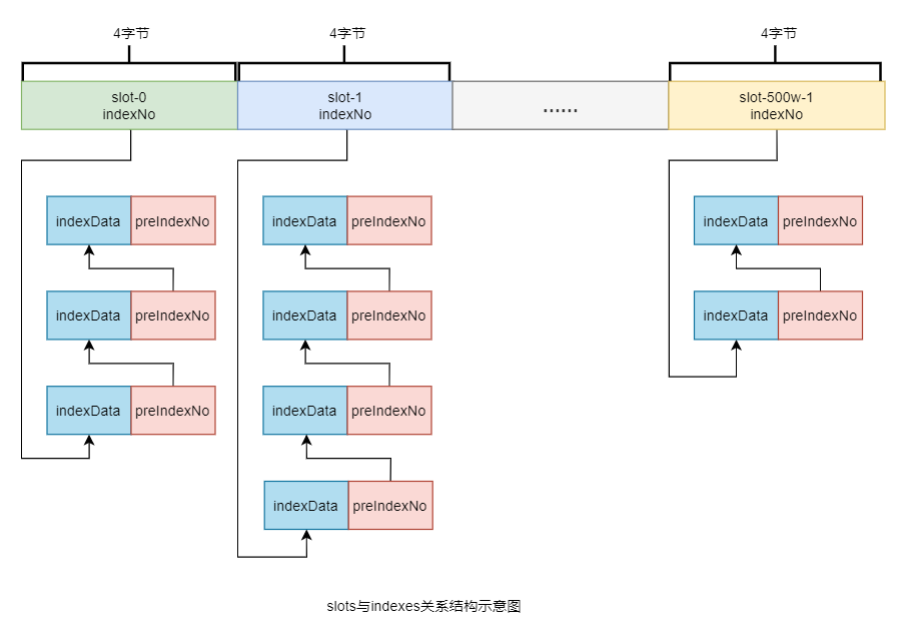 4字节
4字节
4字节
slot-0
indexNo
slot-1
indexNo
......
slot-500w-1
indexNo
indexData preIndexNo
indexData preIndexNo
indexData preIndexNo
indexData preIndexNo
indexData preIndexNo
indexData preIndexNo
indexData preIndexNo
indexData preIndexNo
indexData preIndexNo
slots与indexes关系结构示意图